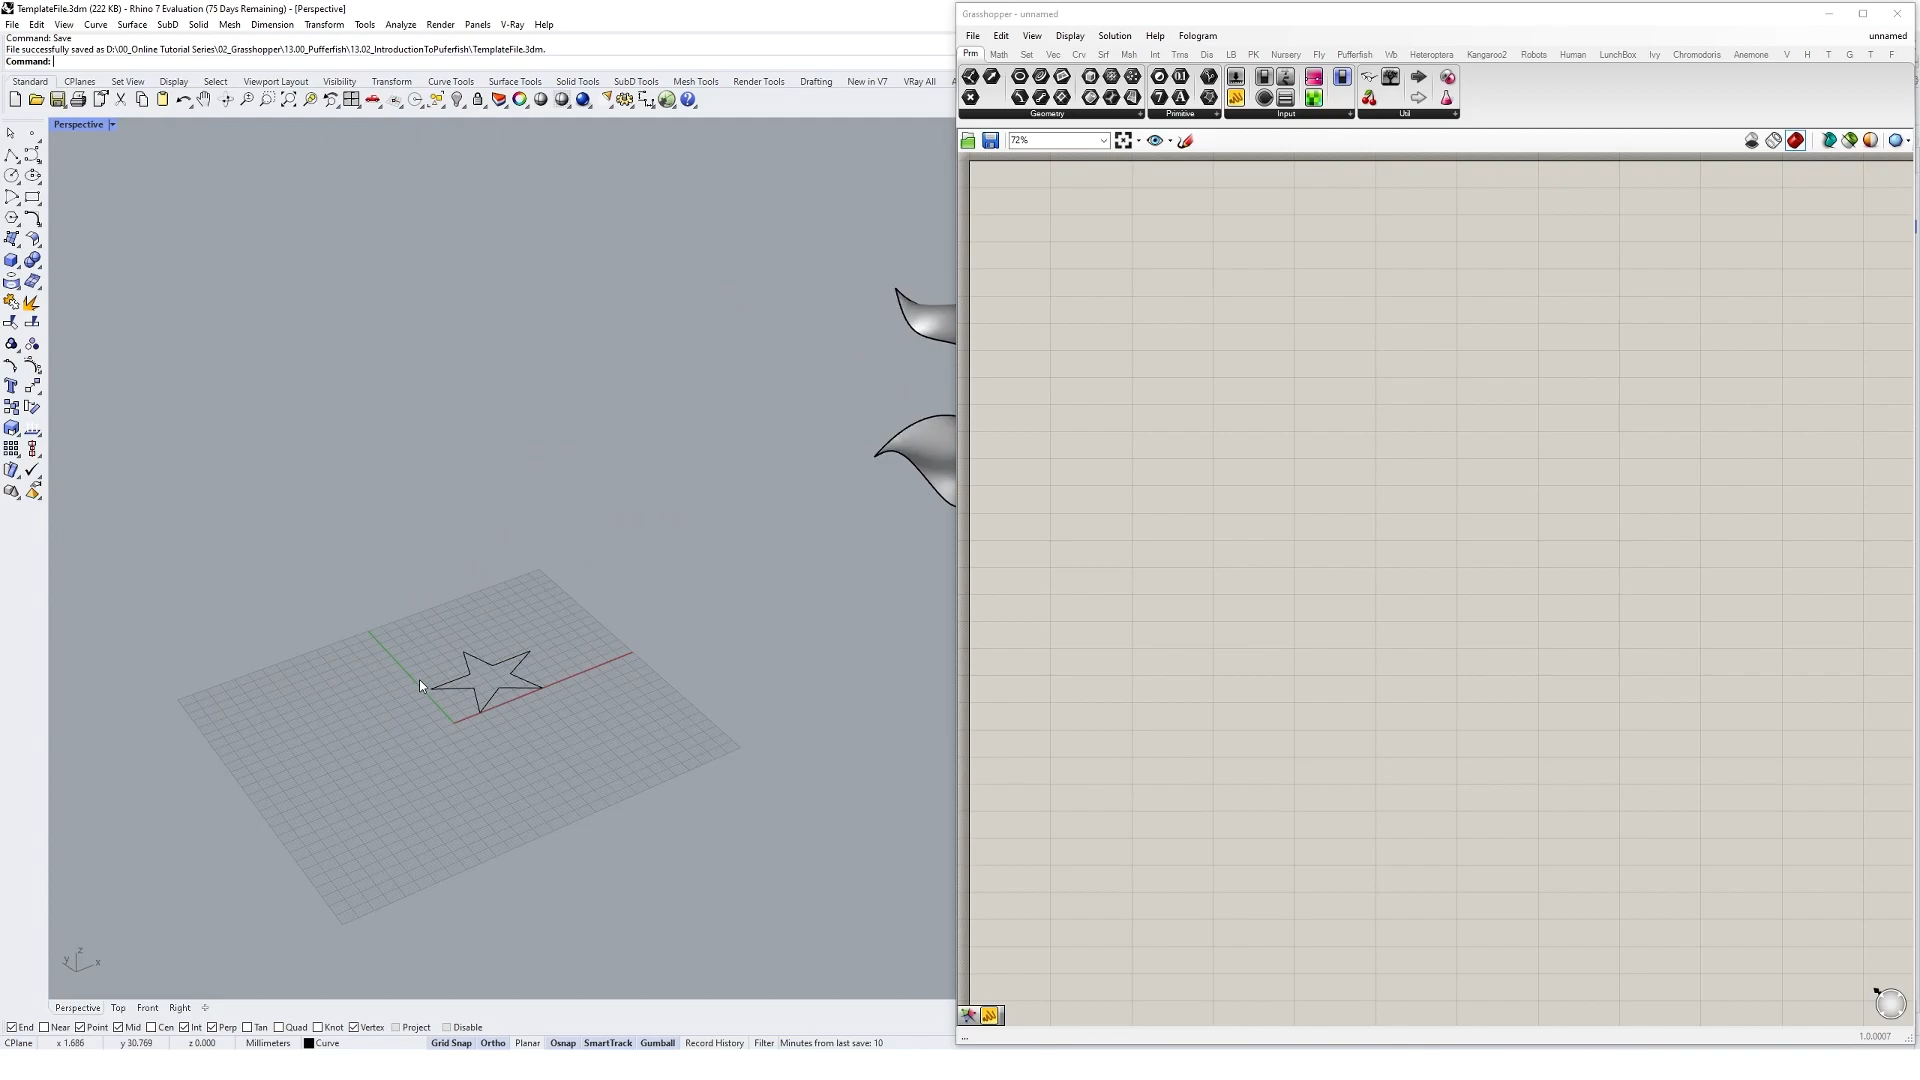 TemplateFile.3dm (222 KB) - Rhino 7 Evaluation (75 Days Remaining) - [Perspective]
File Edit View Curve Surface SubD Solid Mesh Dimension Transform Tools Analyze Render Panels V-Ray Help
Command: Save
File successfully saved as D:\00_Online Tutorial Series\02_Grasshopper\13.00_Pufferfish\13.02_IntroductionToPuferfish\TemplateFile.3dm.
Command:
Standard CPlanes Set View Display Select Viewport Layout Visibility Transform Curve Tools Surface Tools Solid Tools SubD Tools Mesh Tools Render Tools Drafting New in V7 VRay All
Perspective
z
y
x
Perspective Top Front Right
End Near Point Mid Cen Int Perp Tan Quad Knot Vertex Project Disable
CPlane x 1.686 y 30.769 z 0.000 Millimeters Curve Grid Snap Ortho Planar Osnap SmartTrack Gumball Record History Filter Minutes from last save: 10
Grasshopper - unnamed
File Edit View Display Solution Help Fologram unnamed
Prm Math Set Vec Crv Srf Msh Int Trns Dis LB PK Nursery Fly Pufferfish Wb Heteroptera Kangaroo2 Robots Human LunchBox Ivy Chromodoris Anemone V H T G T F
Geometry Primitive Input Util
72%
...
1.0.0007